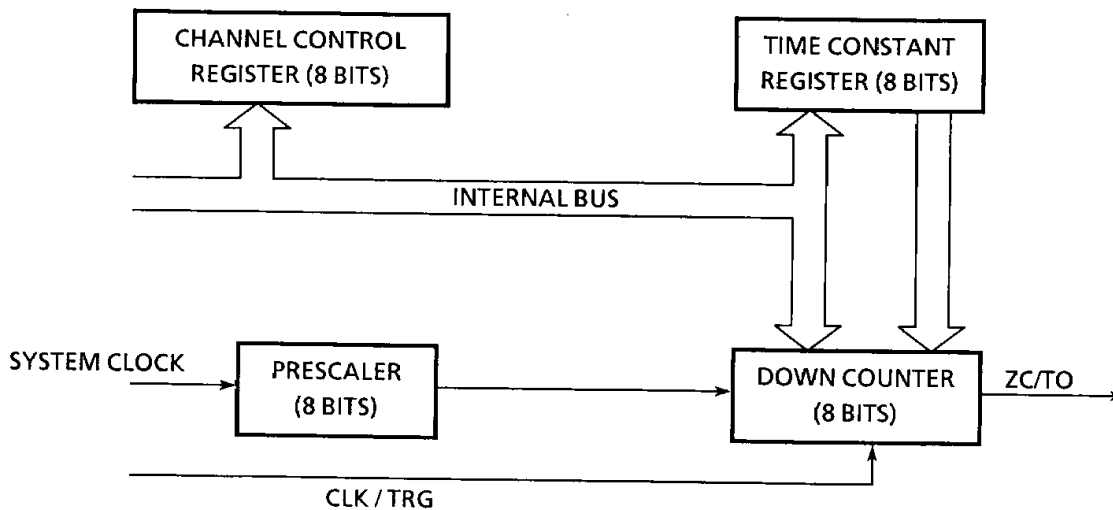 CHANNEL CONTROL
REGISTER (8 BITS)
TIME CONSTANT
REGISTER (8 BITS)
INTERNAL BUS
SYSTEM CLOCK
PRESCALER
(8 BITS)
DOWN COUNTER
(8 BITS)
ZC/TO
CLK / TRG